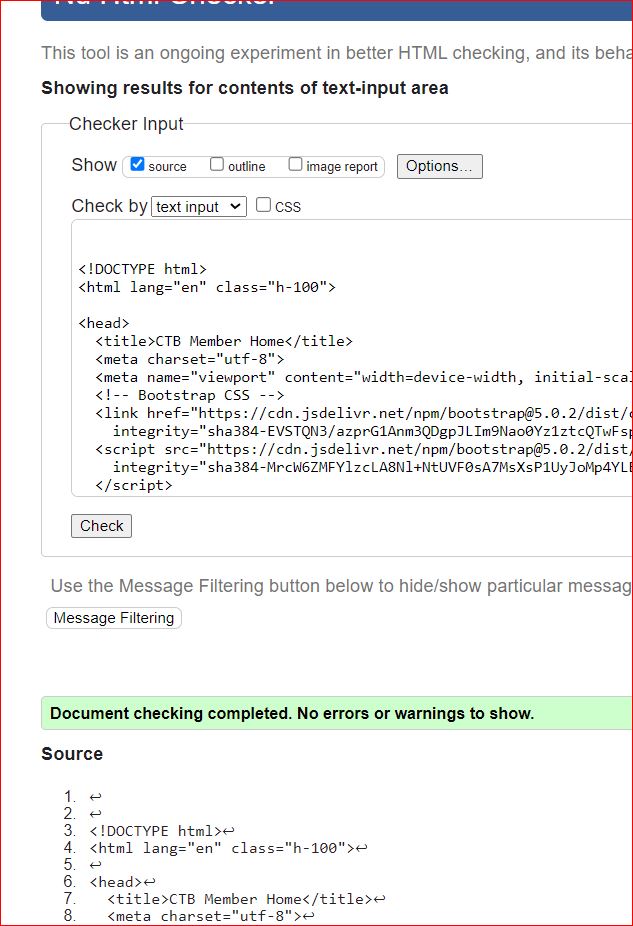 Nu Html Checker
This tool is an ongoing experiment in better HTML checking, and its beha
Showing results for contents of text-input area
Checker Input
Show source outline image report Options...
Check by text input CSS
<!DOCTYPE html>
<html lang="en" class="h-100">
<head>
<title>CTB Member Home</title>
<meta charset="utf-8">
<meta name="viewport" content="width=device-width, initial-scal
<!-- Bootstrap CSS -->
<link href="https://cdn.jsdelivr.net/npm/bootstrap@5.0.2/dist/c
integrity="sha384-EVSTQN3/azprG1Anm3QDgpJLIm9Nao0Yz1ztcQTwFsp
<script src="https://cdn.jsdelivr.net/npm/bootstrap@5.0.2/dist/
integrity="sha384-MrcW6ZMFYlzcLA8Nl+NtUVF0sA7MsXsP1UyJoMp4YLE
</script>
Check
Use the Message Filtering button below to hide/show particular messag
Message Filtering
Document checking completed. No errors or warnings to show.
Source
1. ↩
2. ↩
3. <!DOCTYPE html>↩
4. <html lang="en" class="h-100">↩
5. ↩
6. <head>↩
7. <title>CTB Member Home</title>↩
8. <meta charset="utf-8">↩